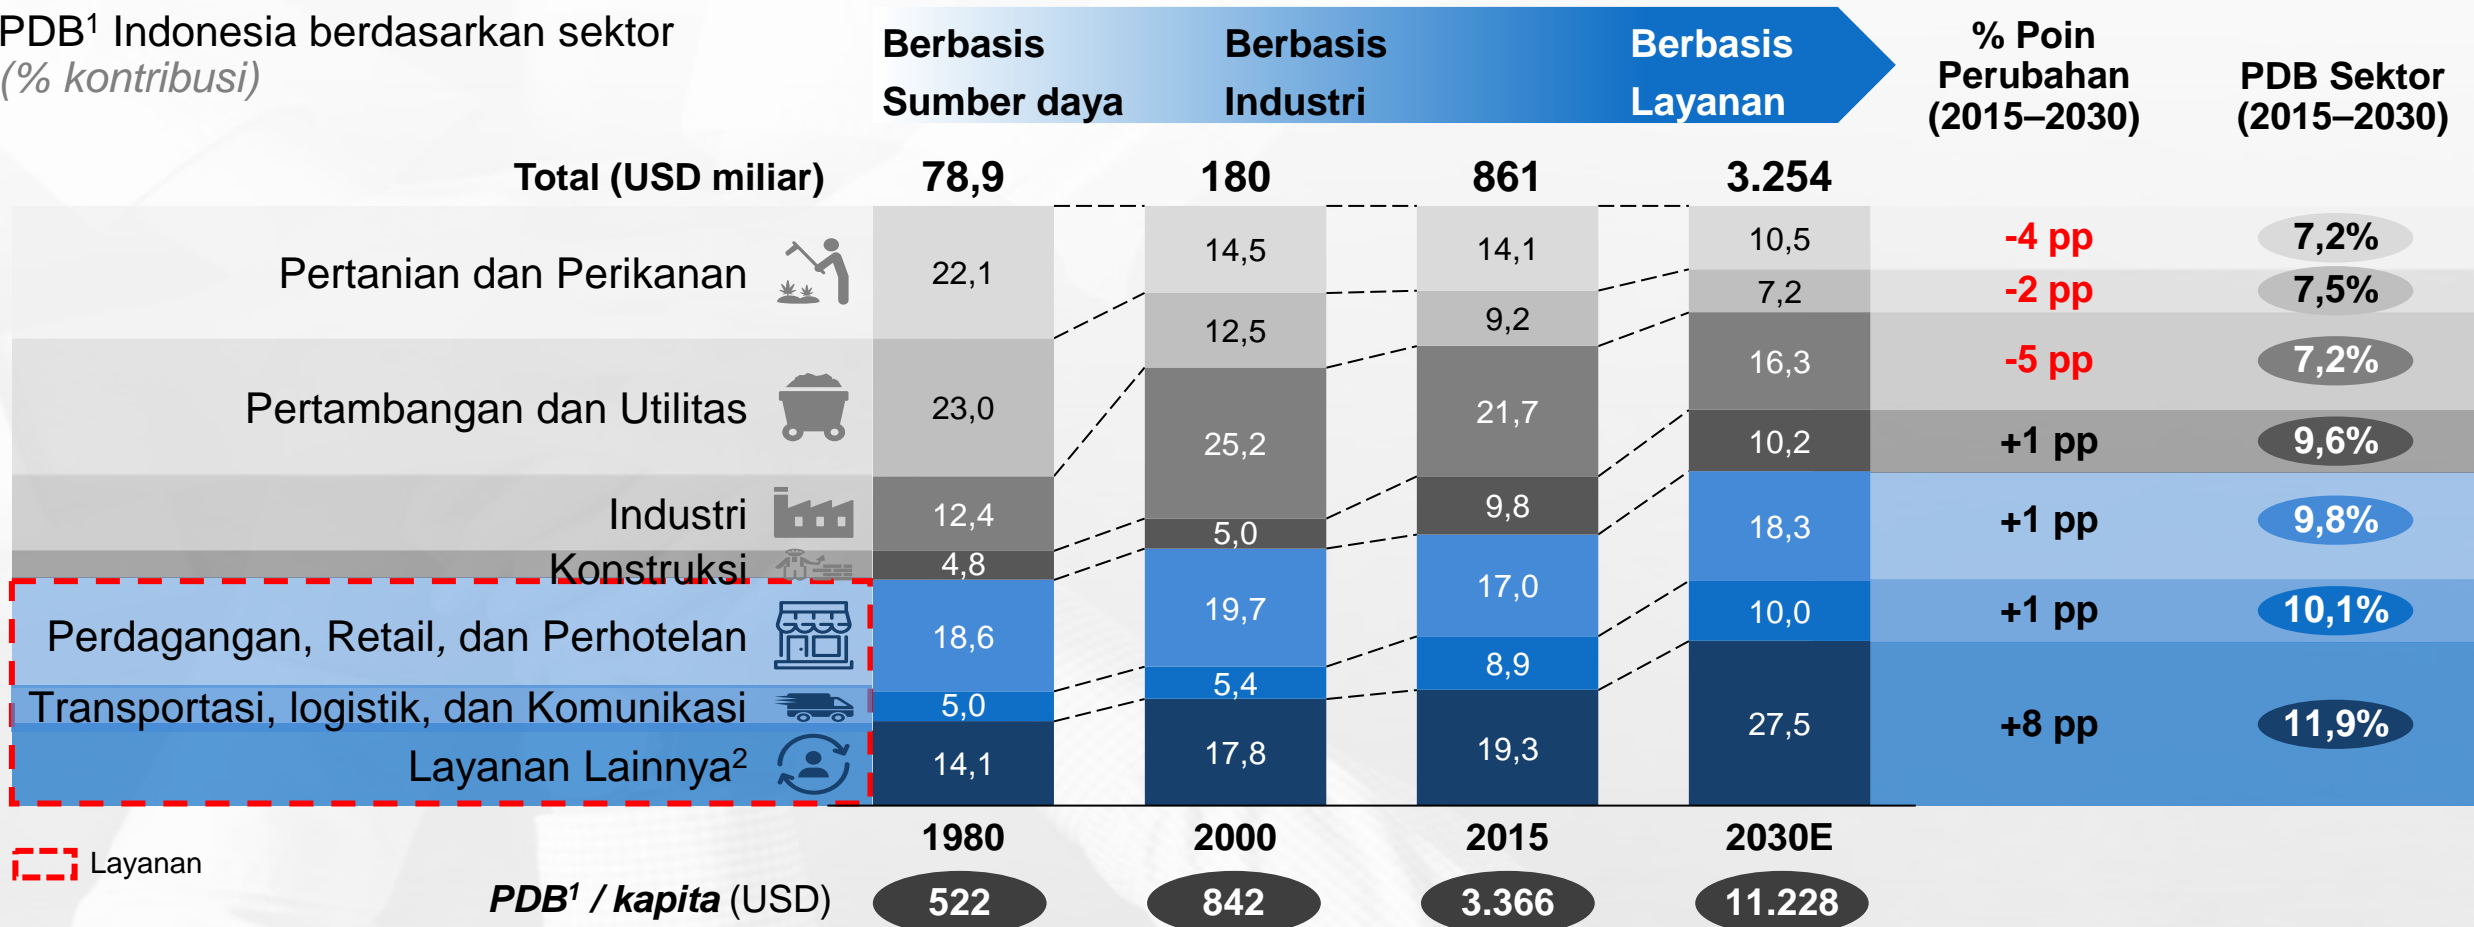 PDB¹ Indonesia berdasarkan sektor
(% kontribusi)
Berbasis
Sumber daya
Berbasis
Industri
Berbasis
Layanan
% Poin
Perubahan
(2015–2030)
PDB Sektor
(2015–2030)
Total (USD miliar) 78,9 180 861 3.254
Pertanian dan Perikanan 22,1 14,5 14,1 10,5 -4 pp 7,2%
Pertambangan dan Utilitas 23,0 12,5 9,2 7,2 -2 pp 7,5%
Industri 12,4 25,2 21,7 16,3 -5 pp 7,2%
Konstruksi 4,8 5,0 9,8 10,2 +1 pp 9,6%
Perdagangan, Retail, dan Perhotelan 18,6 19,7 17,0 18,3 +1 pp 9,8%
Transportasi, logistik, dan Komunikasi 5,0 5,4 8,9 10,0 +1 pp 10,1%
Layanan Lainnya² 14,1 17,8 19,3 27,5 +8 pp 11,9%
1980 2000 2015 2030E
Layanan
PDB¹ / kapita (USD) 522 842 3.366 11.228